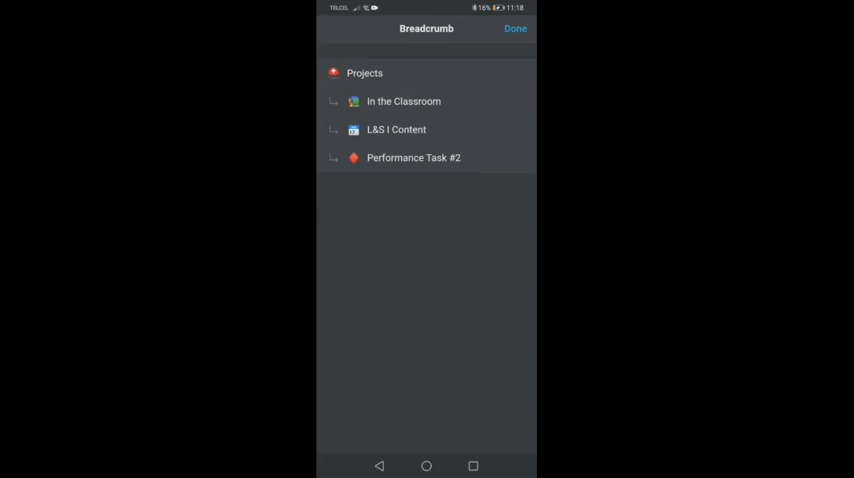 TELCEL 16% 11:18
Breadcrumb Done
Projects
In the Classroom
L&S I Content
Performance Task #2